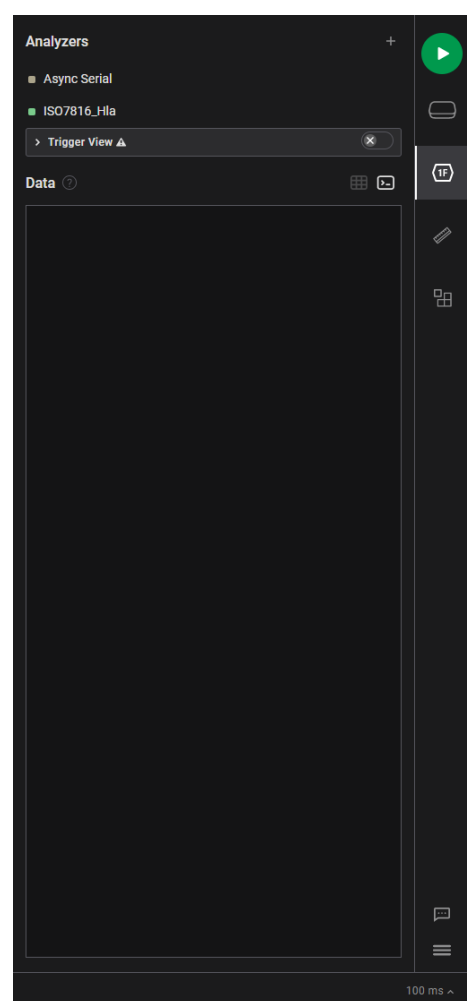 Analyzers
Async Serial
ISO7816_Hla
Trigger View
Data
1F
100 ms